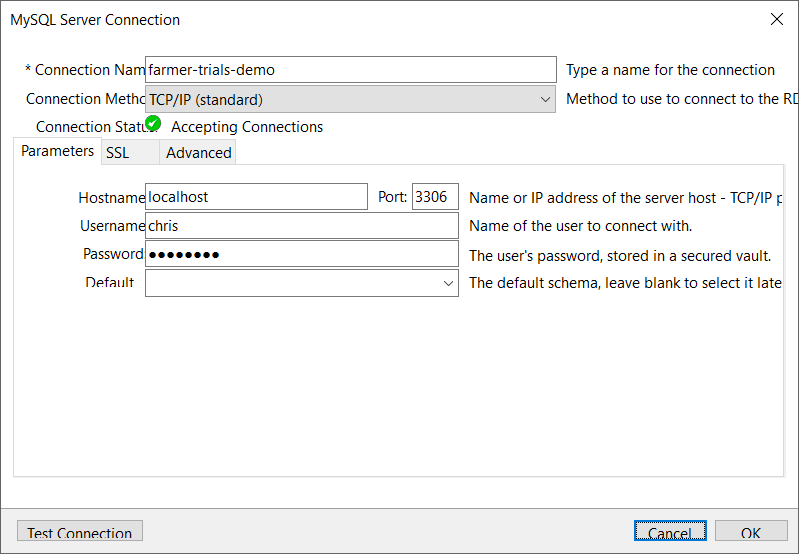 MySQL Server Connection
* Connection Nam farmer-trials-demo Type a name for the connection
Connection Metho TCP/IP (standard) Method to use to connect to the RD
Connection Statu: Accepting Connections
Parameters SSL Advanced
Hostname localhost Port: 3306 Name or IP address of the server host - TCP/IP p
Username chris Name of the user to connect with.
Password ●●●●●●●● The user's password, stored in a secured vault.
Default The default schema, leave blank to select it late
Test Connection Cancel OK